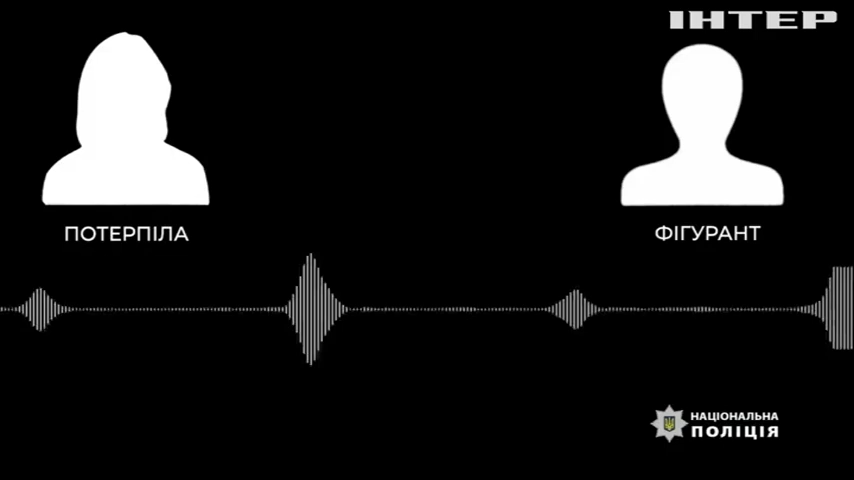 ІНТЕР
ПОТЕРПІЛА
ФІГУРАНТ
НАЦІОНАЛЬНА
ПОЛІЦІЯ